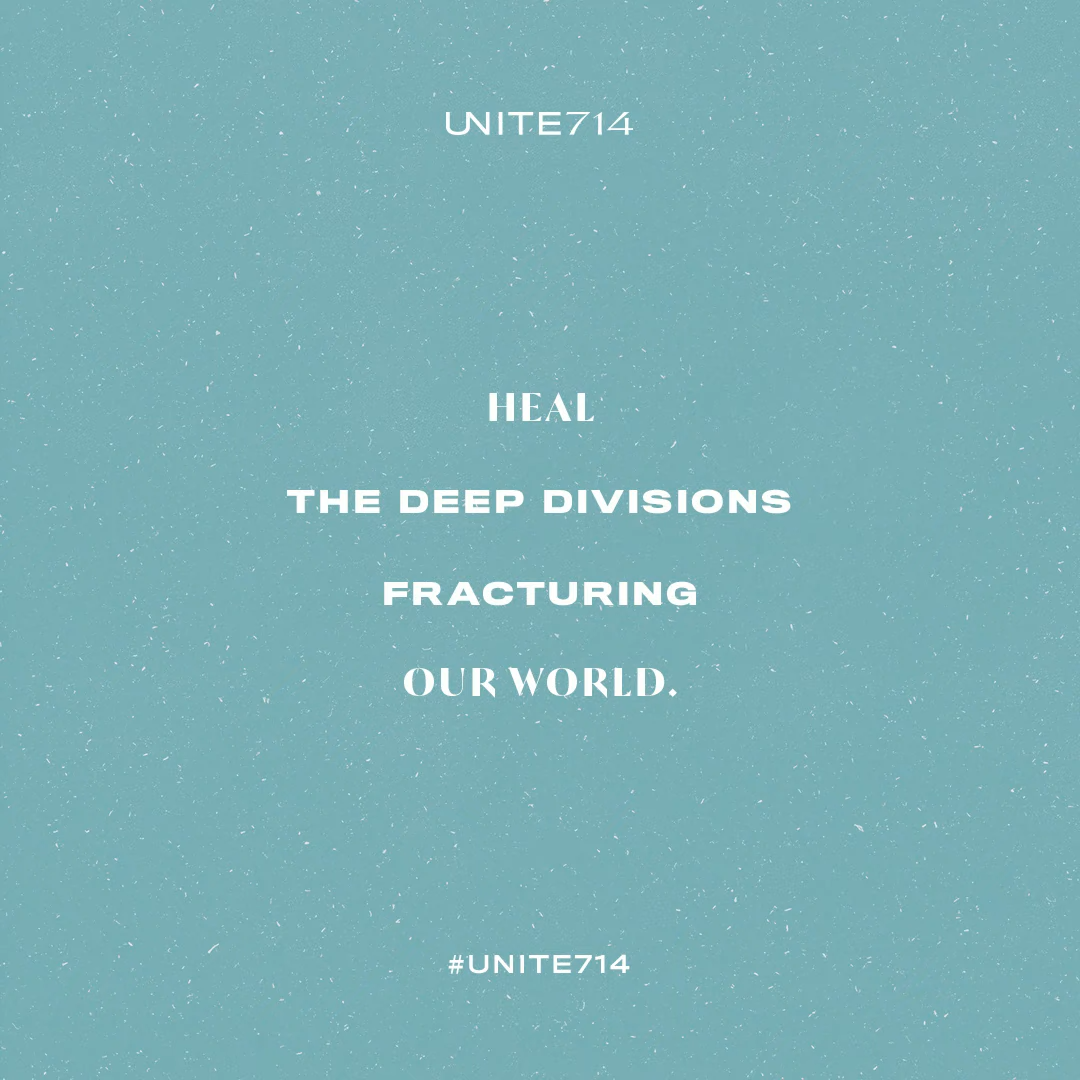 UNITE714
HEAL
THE DEEP DIVISIONS
FRACTURING
OUR WORLD.
#UNITE714